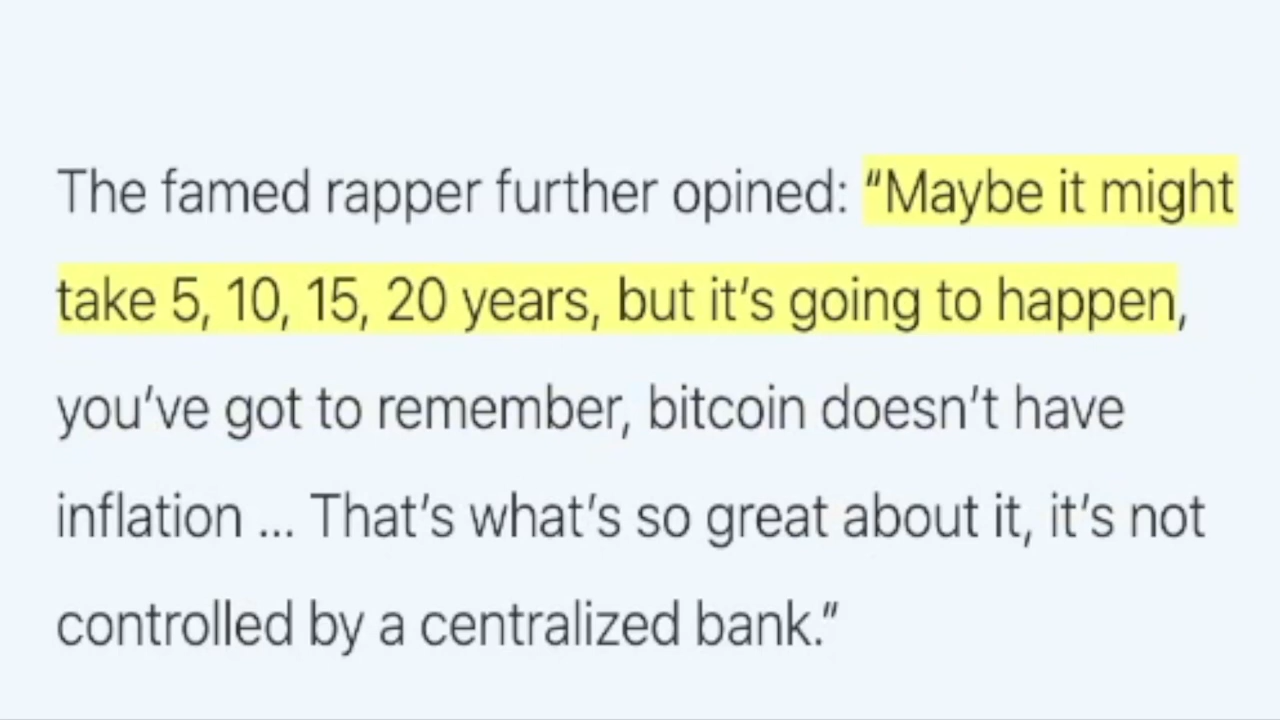 The famed rapper further opined: “Maybe it might
take 5, 10, 15, 20 years, but it’s going to happen,
you’ve got to remember, bitcoin doesn’t have
inflation ... That’s what’s so great about it, it’s not
controlled by a centralized bank.”